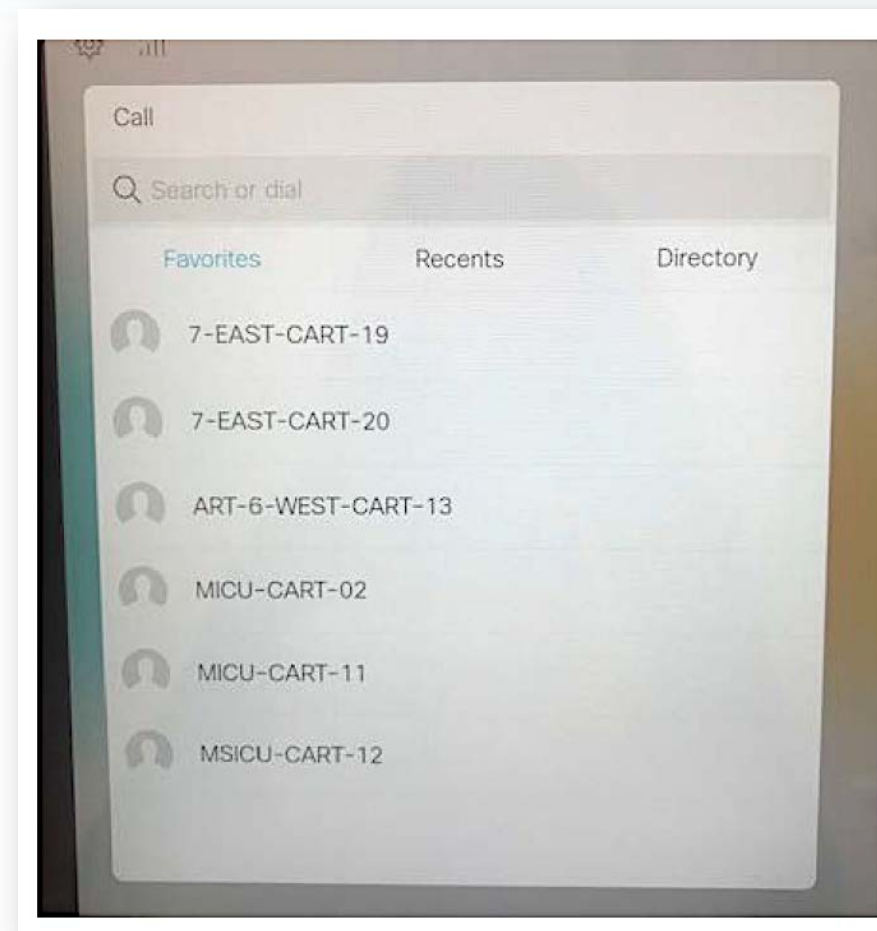 Call
Search or dial
Favorites Recents Directory
7-EAST-CART-19
7-EAST-CART-20
ART-6-WEST-CART-13
MICU-CART-02
MICU-CART-11
MSICU-CART-12